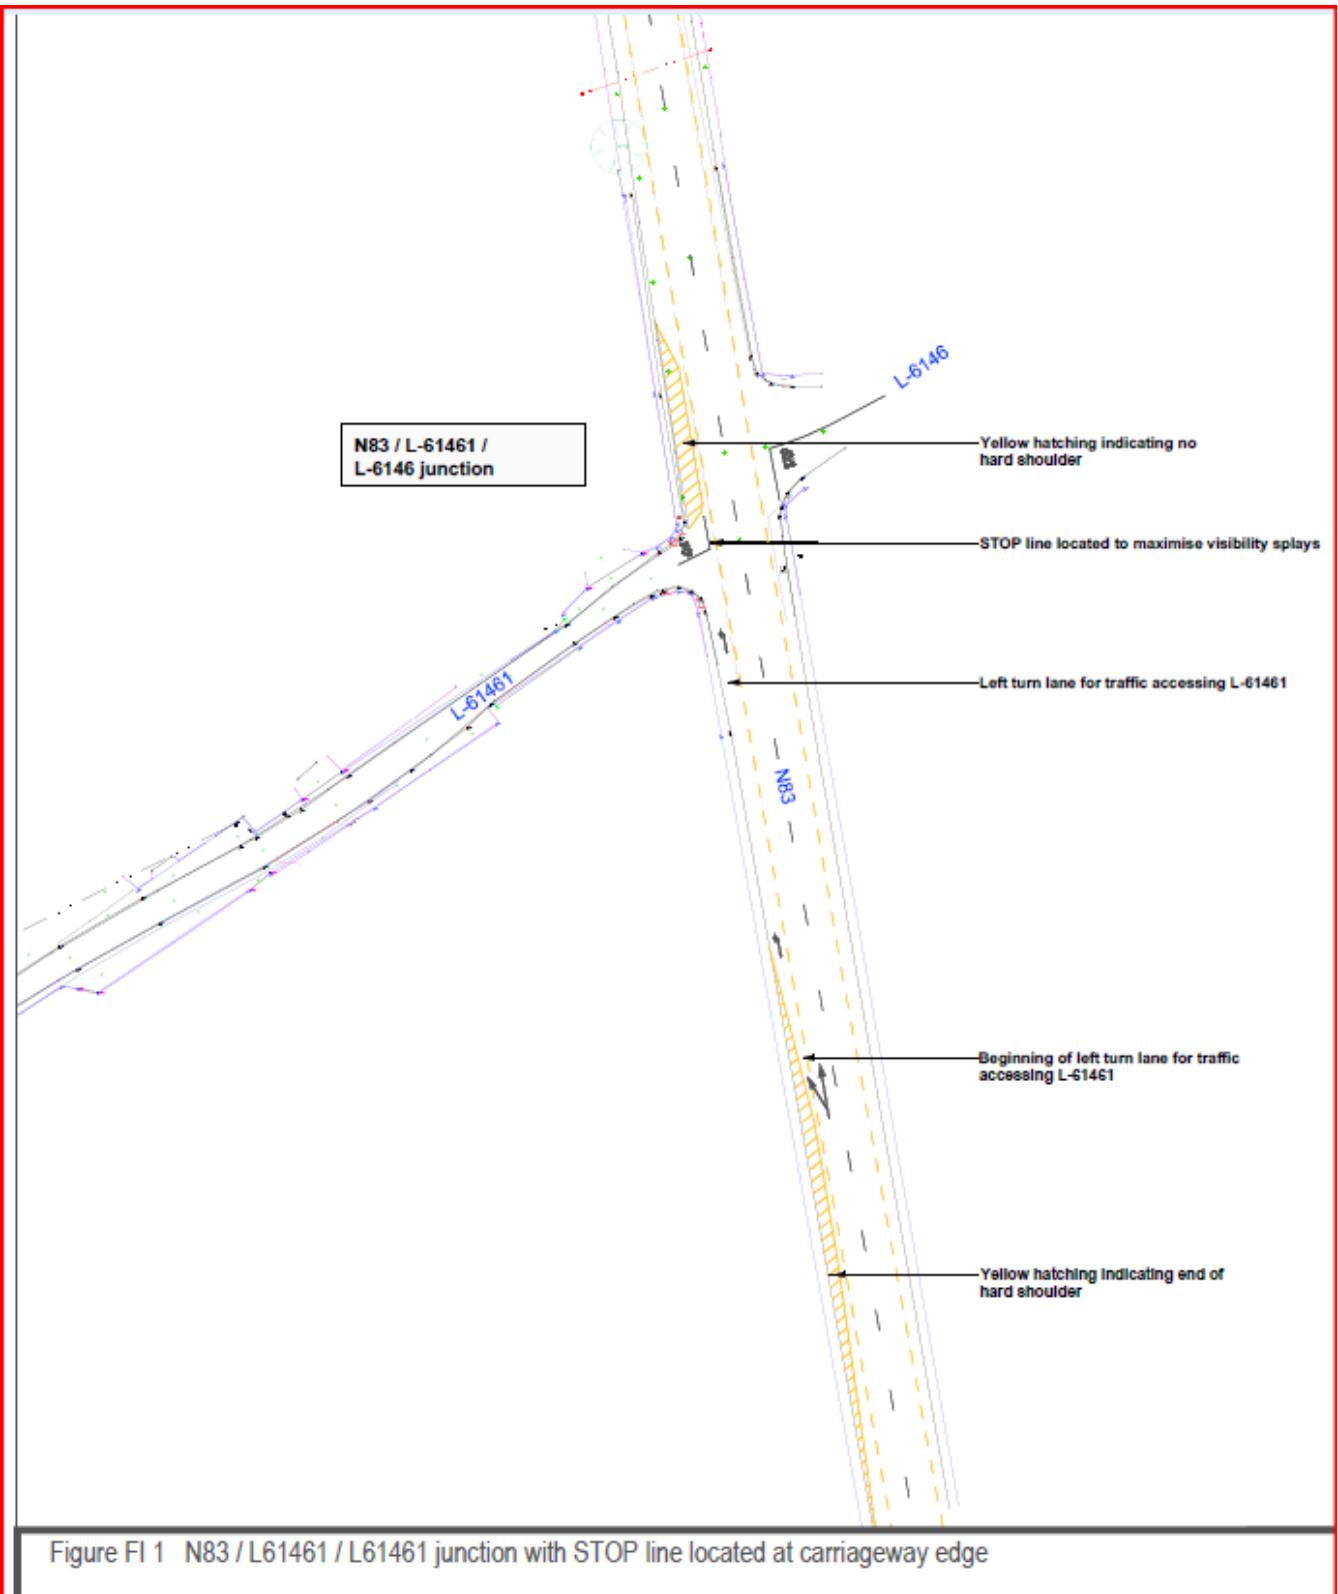 L-6146
N83 / L-61461 /
L-6146 junction
Yellow hatching indicating no
hard shoulder
STOP line located to maximise visibility splays
Left turn lane for traffic accessing L-61461
L-61461
N83
Beginning of left turn lane for traffic
accessing L-61461
Yellow hatching indicating end of
hard shoulder
Figure FI 1 N83 / L61461 / L61461 junction with STOP line located at carriageway edge